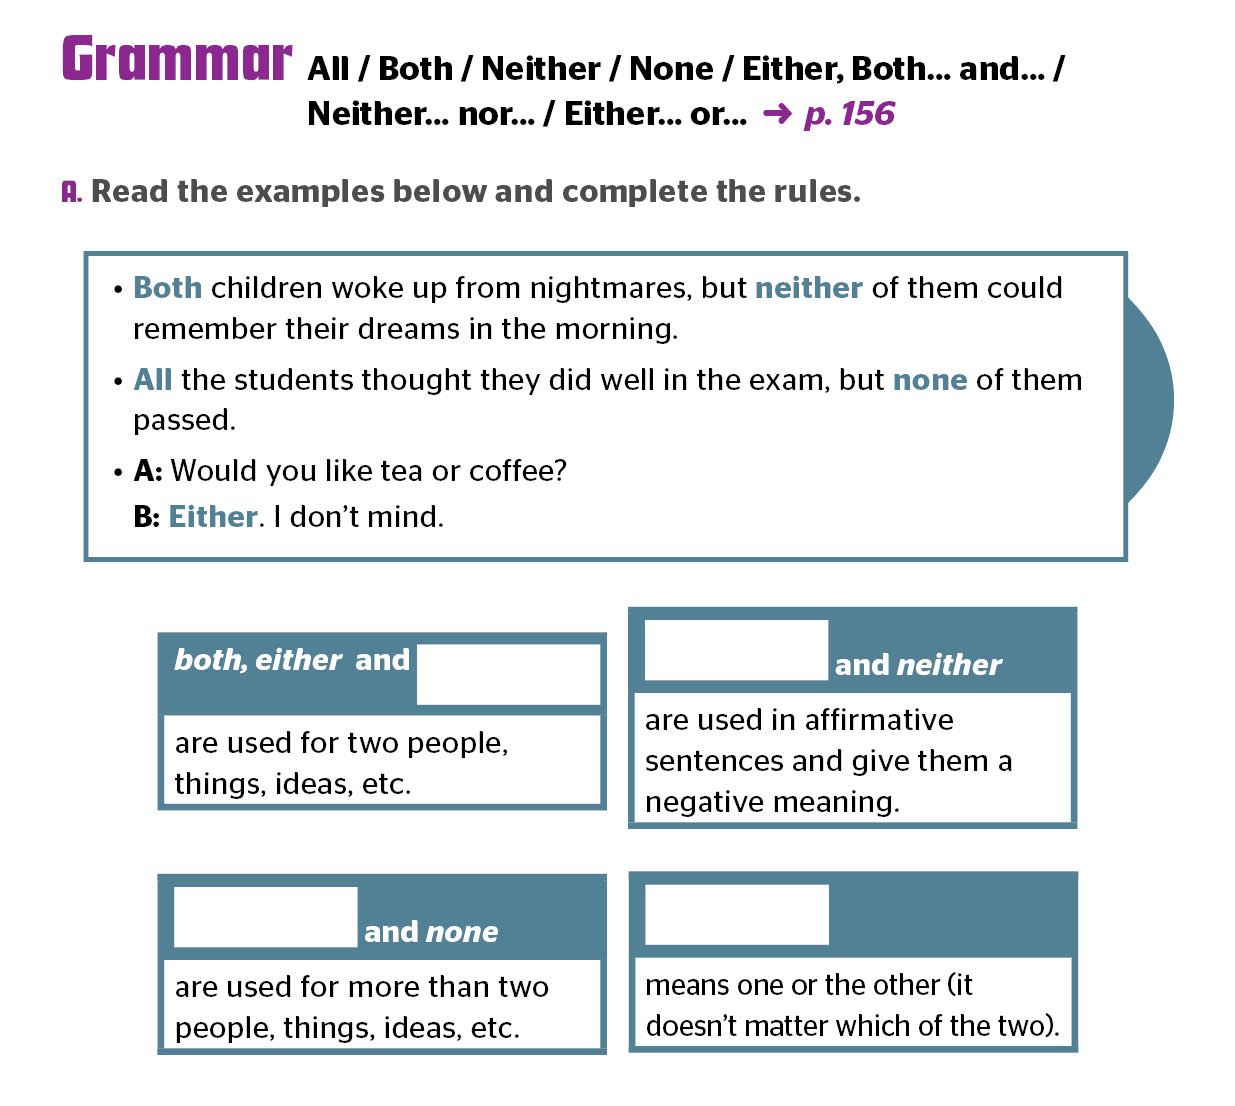 Grammar All / Both / Neither / None / Either, Both... and... /
Neither... nor... / Either... or... ➜ p. 156
A. Read the examples below and complete the rules.
• Both children woke up from nightmares, but neither of them could
remember their dreams in the morning.
• All the students thought they did well in the exam, but none of them
passed.
• A: Would you like tea or coffee?
B: Either. I don't mind.
both, either and
are used for two people,
things, ideas, etc.
and neither
are used in affirmative
sentences and give them a
negative meaning.
and none
are used for more than two
people, things, ideas, etc.
means one or the other (it
doesn't matter which of the two).